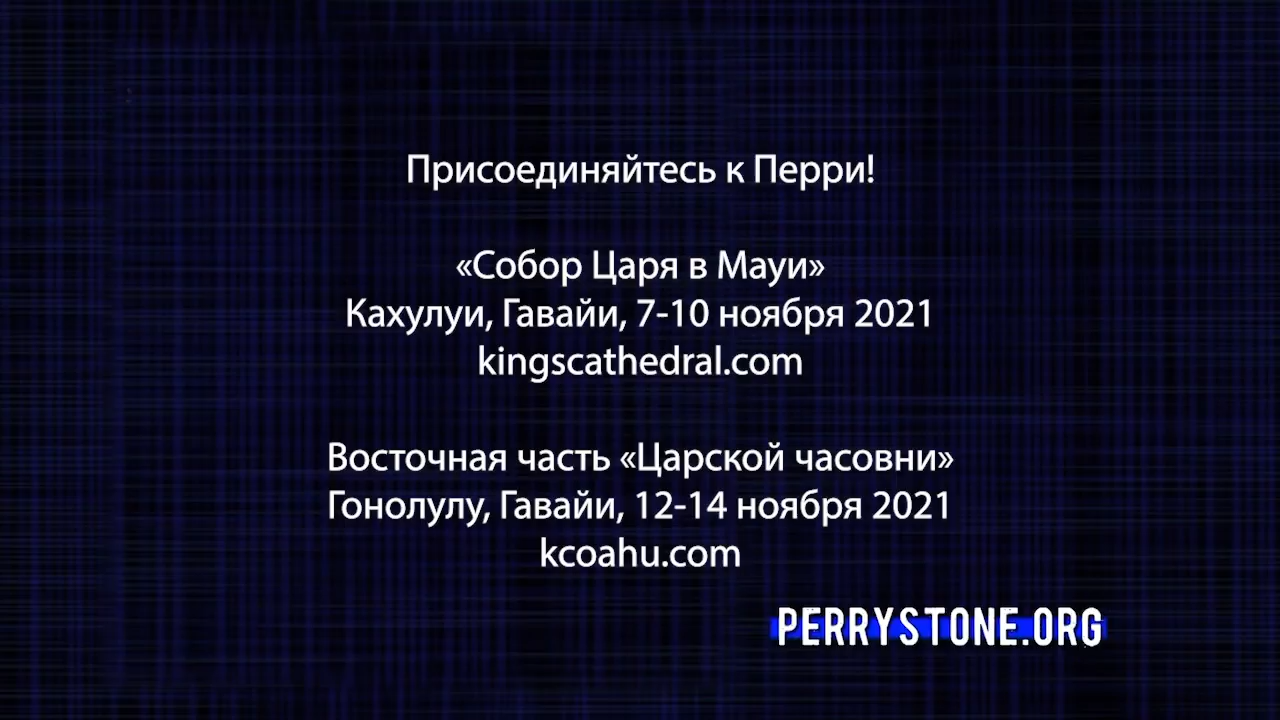 Присоединяйтесь к Перри!
«Собор Царя в Мауи»
Кахулуи, Гавайи, 7-10 ноября 2021
kingscathedral.com
Восточная часть «Царской часовни»
Гонолулу, Гавайи, 12-14 ноября 2021
kcoahu.com
PERRYSTONE.ORG